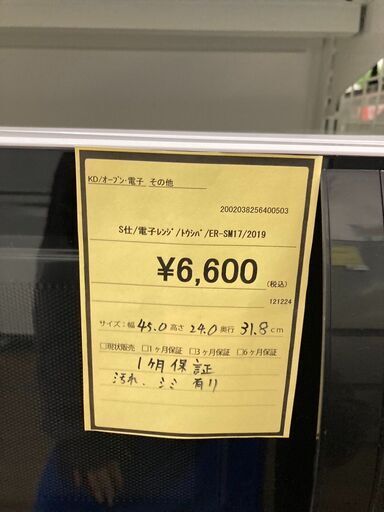 KD/オーブン・電子 その他
2002038256400503
S仕/電子レンジ/トウシバ/ER-SM17/2019
¥6,600(税込)
121224
サイズ:幅 45.0 高さ 24.0 奥行 31.8 cm
□現状販売 □1ヶ月保証 □3ヶ月保証 □6ヶ月保証
1ヶ月保証
汚れ、シミ 有り